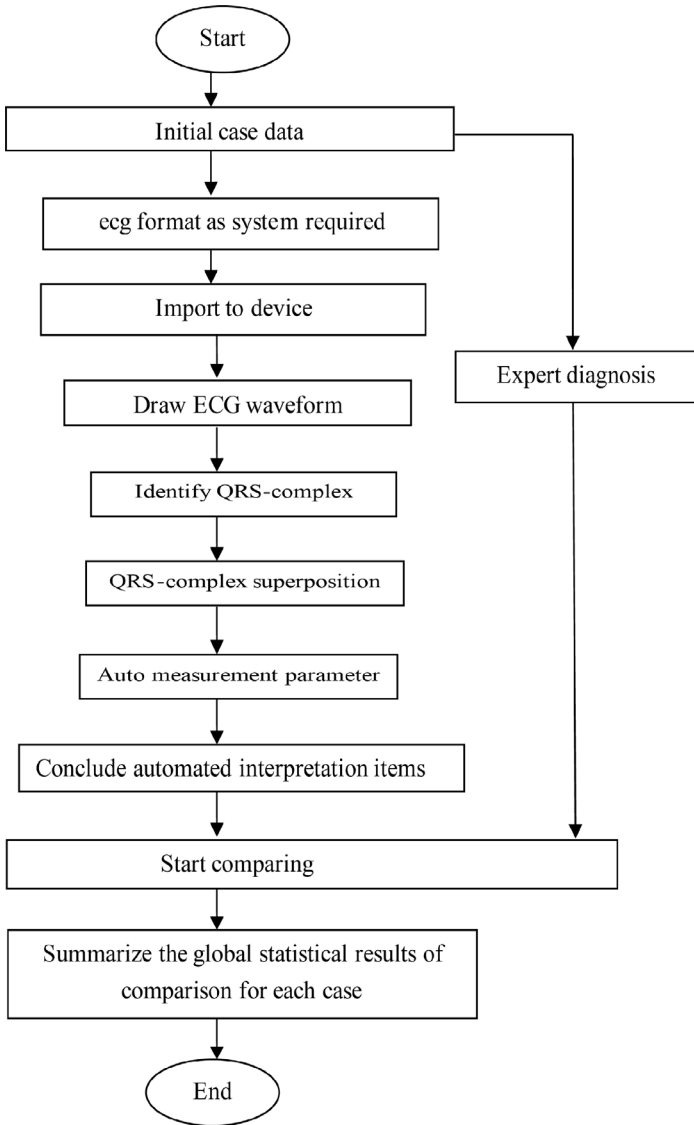 Start
Initial case data
ecg format as system required
Import to device
Expert diagnosis
Draw ECG waveform
Identify QRS-complex
QRS-complex superposition
Auto measurement parameter
Conclude automated interpretation items
Start comparing
Summarize the global statistical results of
comparison for each case
End